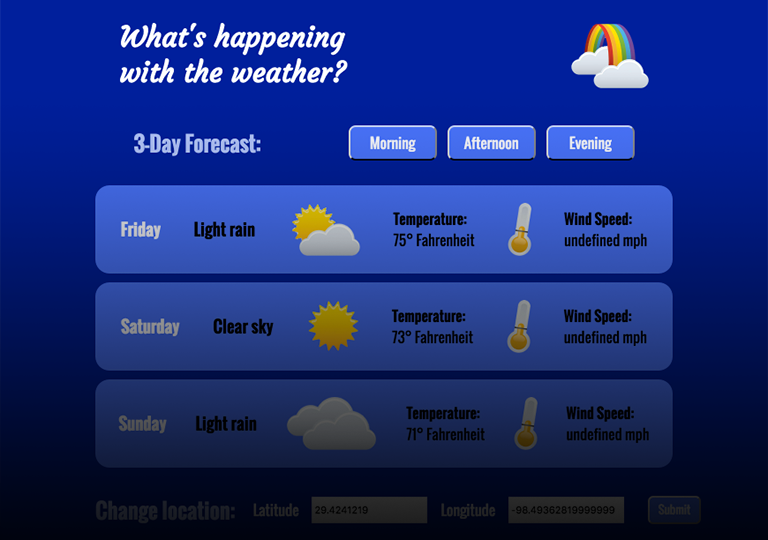 What's happening
with the weather?
3-Day Forecast:
Morning
Afternoon
Evening
Friday
Light rain
Temperature:
75° Fahrenheit
Wind Speed:
undefined mph
Saturday
Clear sky
Temperature:
73° Fahrenheit
Wind Speed:
undefined mph
Sunday
Light rain
Temperature:
71° Fahrenheit
Wind Speed:
undefined mph
Change location:
Latitude
29.4241219
Longitude
-98.49362819999999
Submit